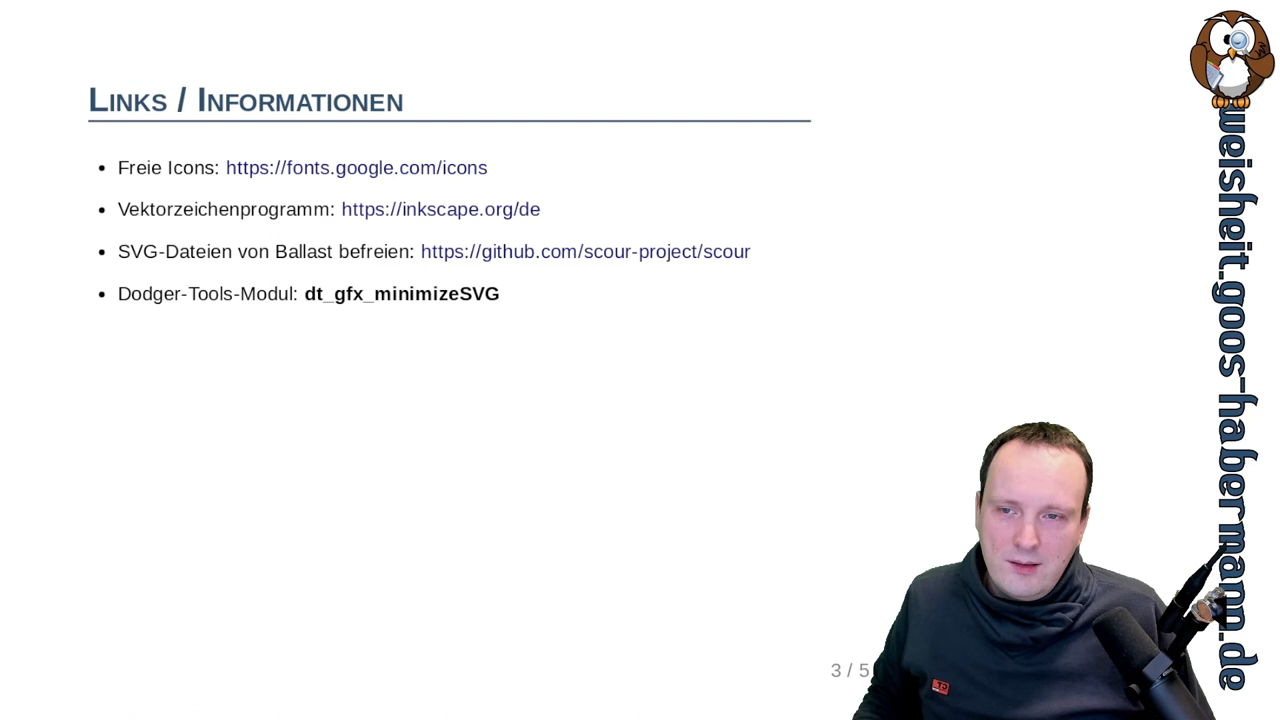 Links / Informationen
Freie Icons: https://fonts.google.com/icons
Vektorzeichenprogramm: https://inkscape.org/de
SVG-Dateien von Ballast befreien: https://github.com/scour-project/scour
Dodger-Tools-Modul: dt_gfx_minimizeSVG
3 / 5
weisheit.goos-habermann.de